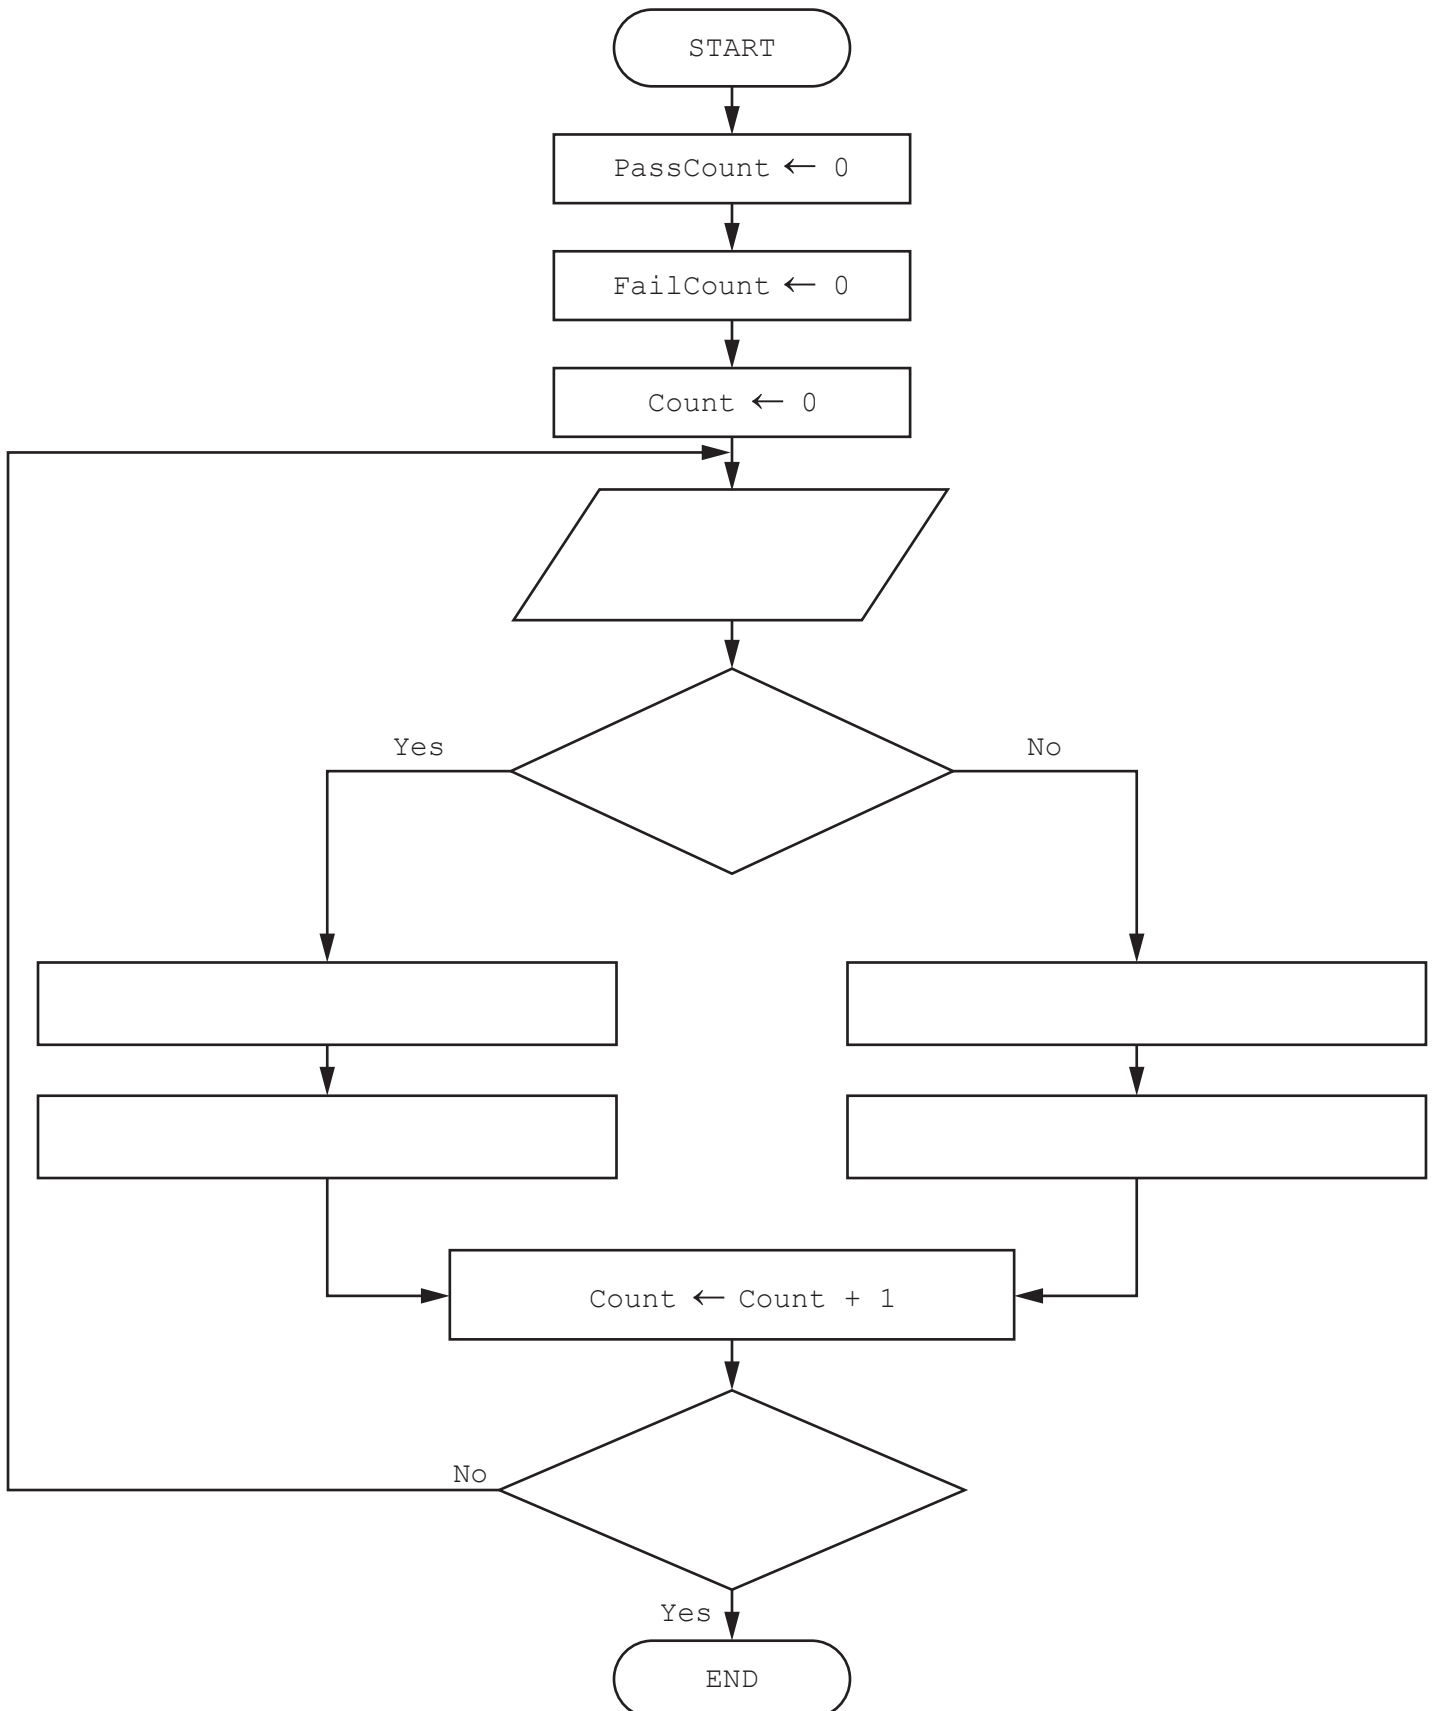 START
PassCount ← 0
FailCount ← 0
Count ← 0
Yes
No
Count ← Count + 1
No
Yes
END